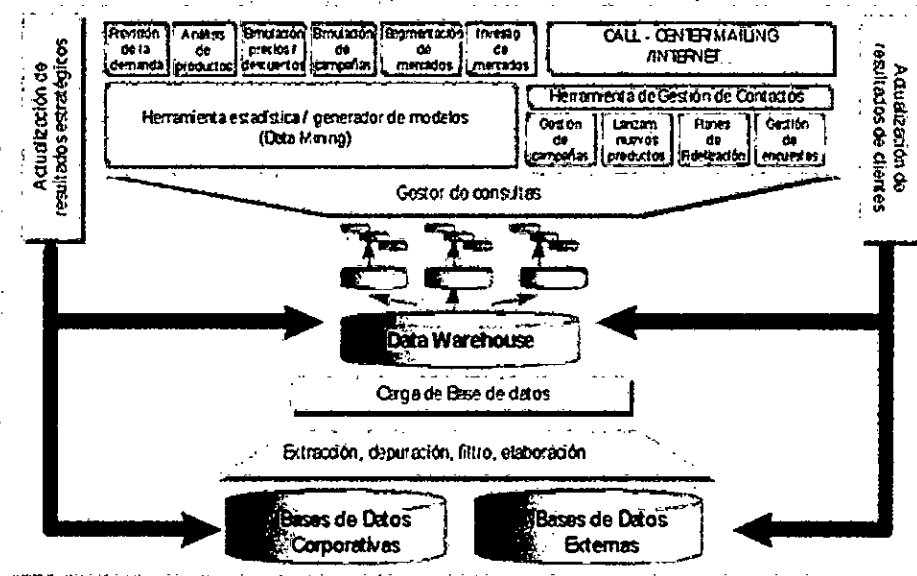 Actualización de
resultados estratégicos
Previsión
de la
demanda
Análisis
de
productos
Simulación
precios /
descuentos
Simulación
de
campañas
Segmentación
de
mercados
Investig
de
mercados
CALL - CENTER MAILING
/INTERNET
Actualización de
resultados de clientes
Herramienta estadística / generador de modelos
(Data Mining)
Herramienta de Gestión de Contactos
Gestión
de
campañas
Lanzam
nuevos
productos
Planes
de
Fidelización
Gestión
de
encuestas
Gestor de consultas
Data Warehouse
Carga de Base de datos
Extracción, depuración, filtro, elaboración
Bases de Datos
Corporativas
Bases de Datos
Externas